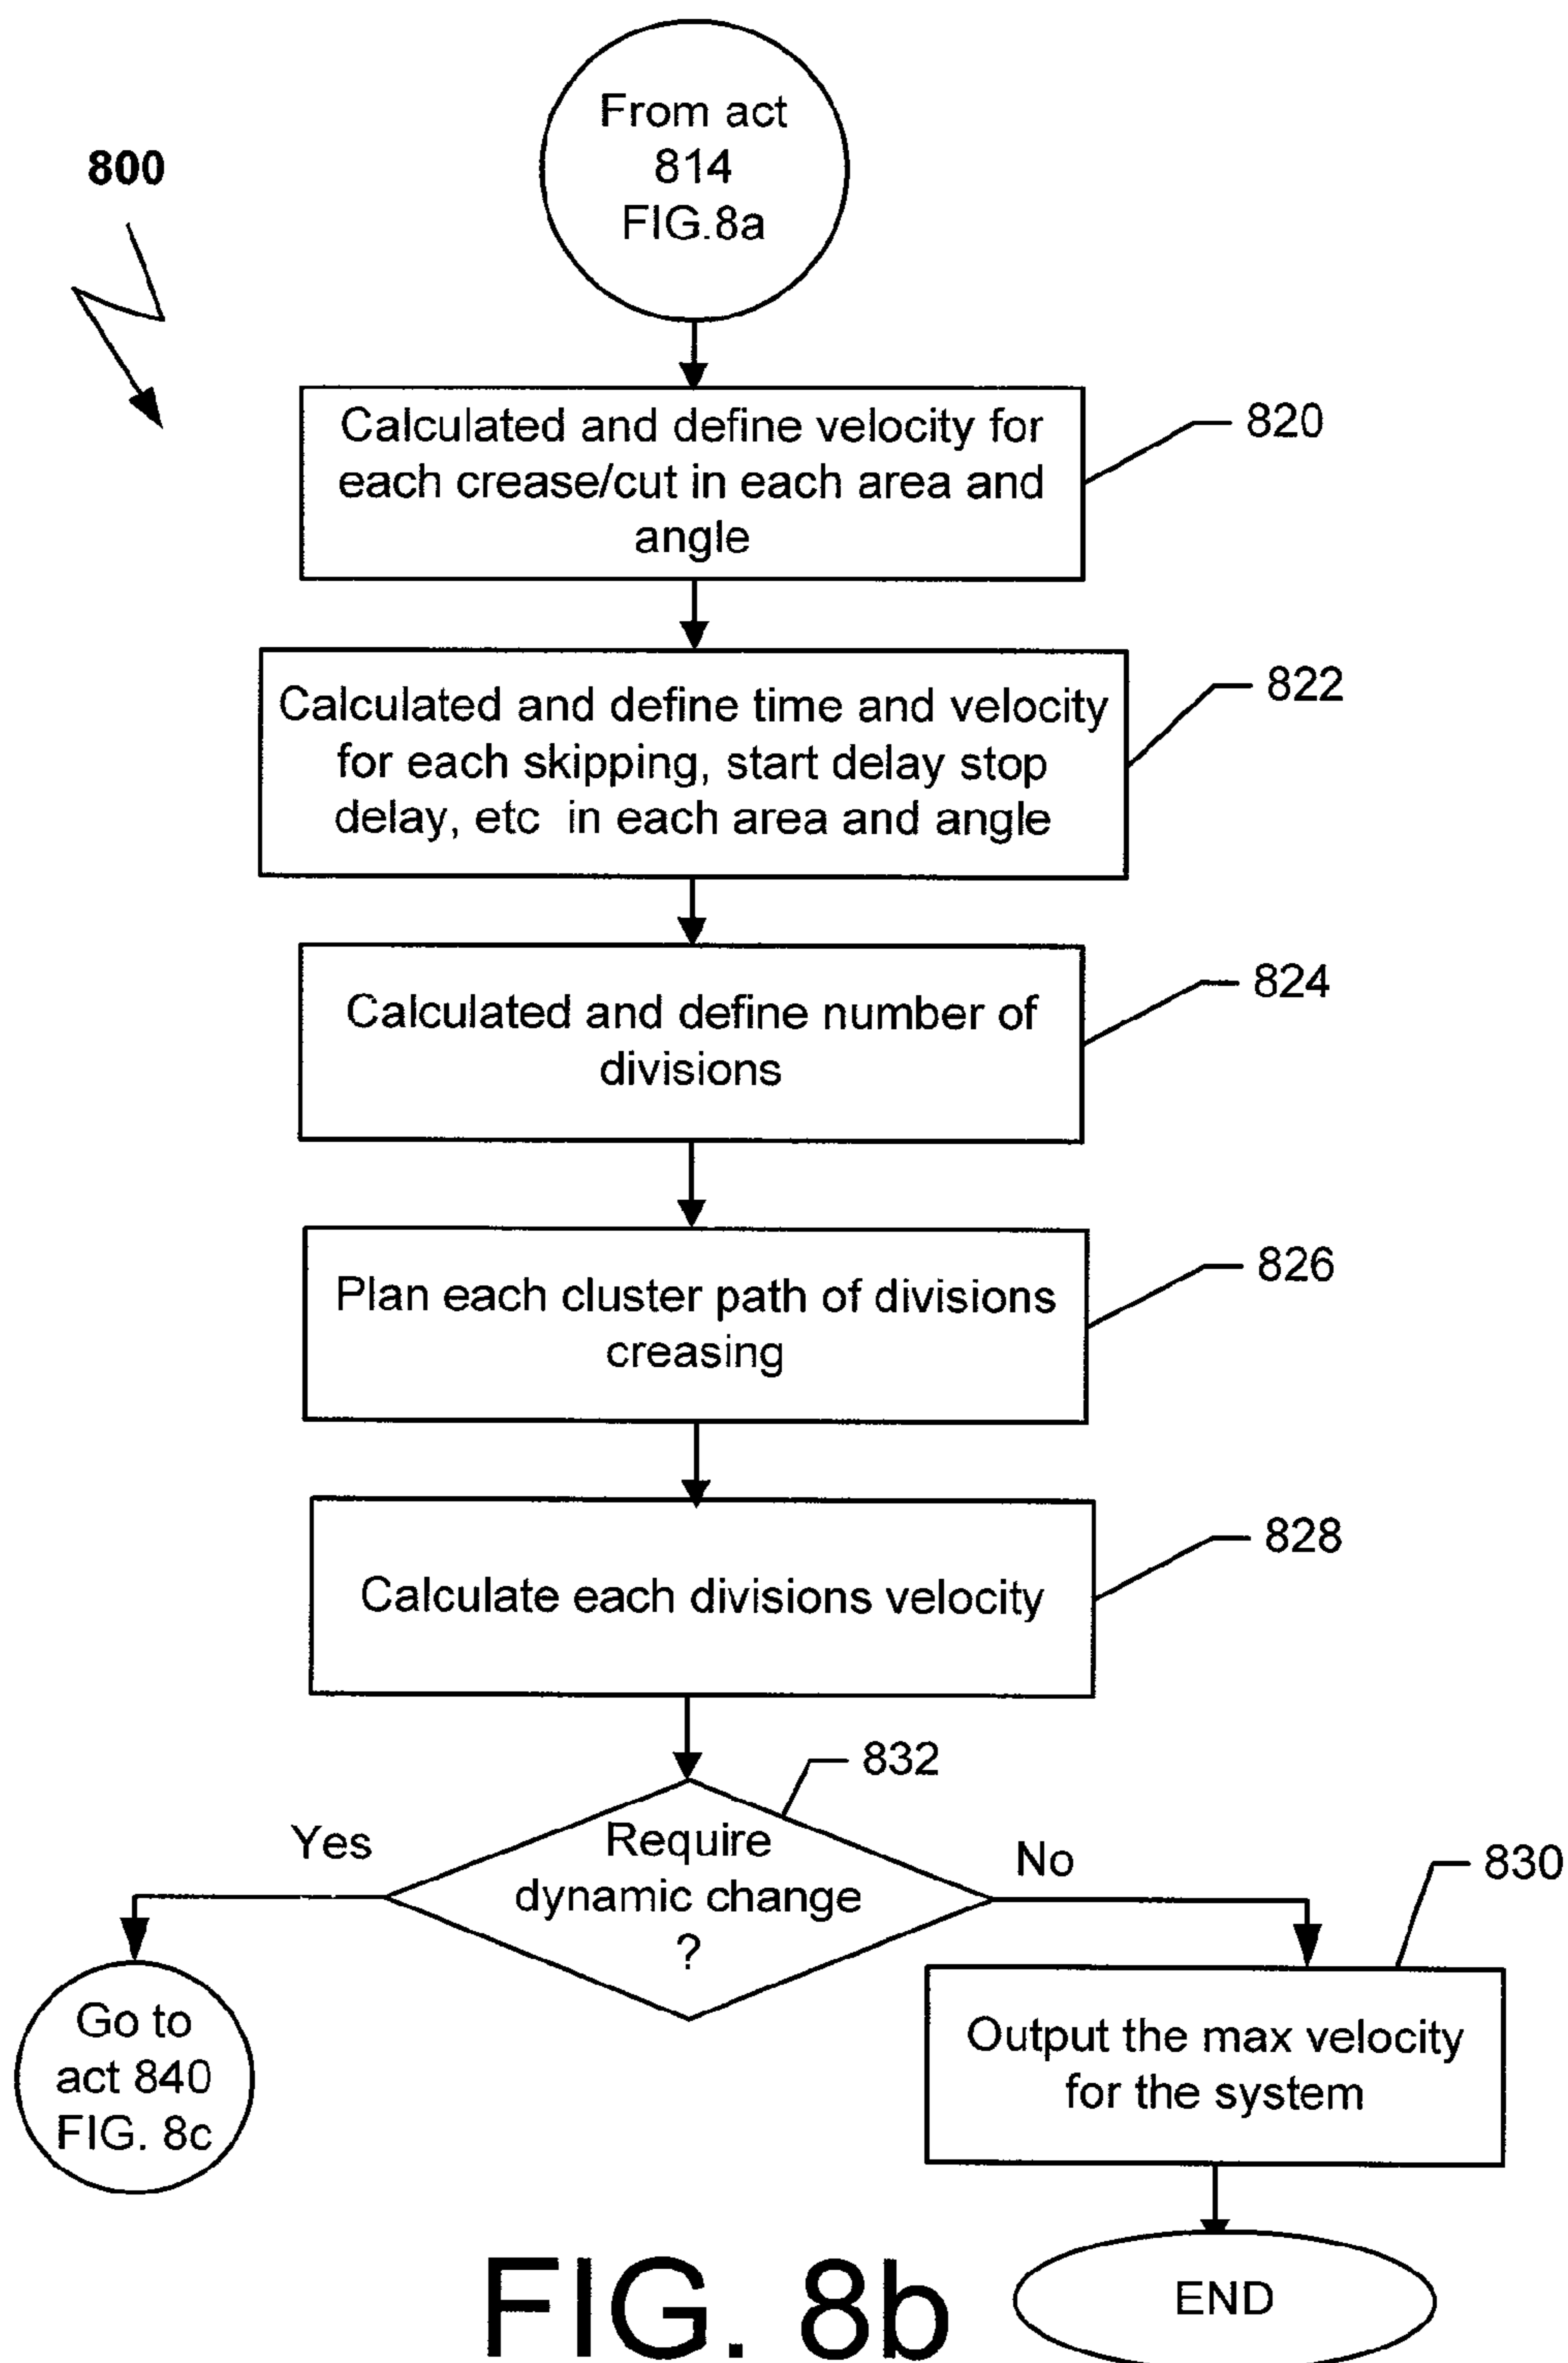 From act
814
FIG.8a
800
Calculated and define velocity for
each crease/cut in each area and
angle
820
Calculated and define time and velocity
for each skipping, start delay stop
delay, etc in each area and angle
822
Calculated and define number of
divisions
824
Plan each cluster path of divisions
creasing
826
Calculate each divisions velocity
828
832
Require
dynamic change
?
Yes
No
830
Go to
act 840
FIG. 8c
Output the max velocity
for the system
END
FIG. 8b